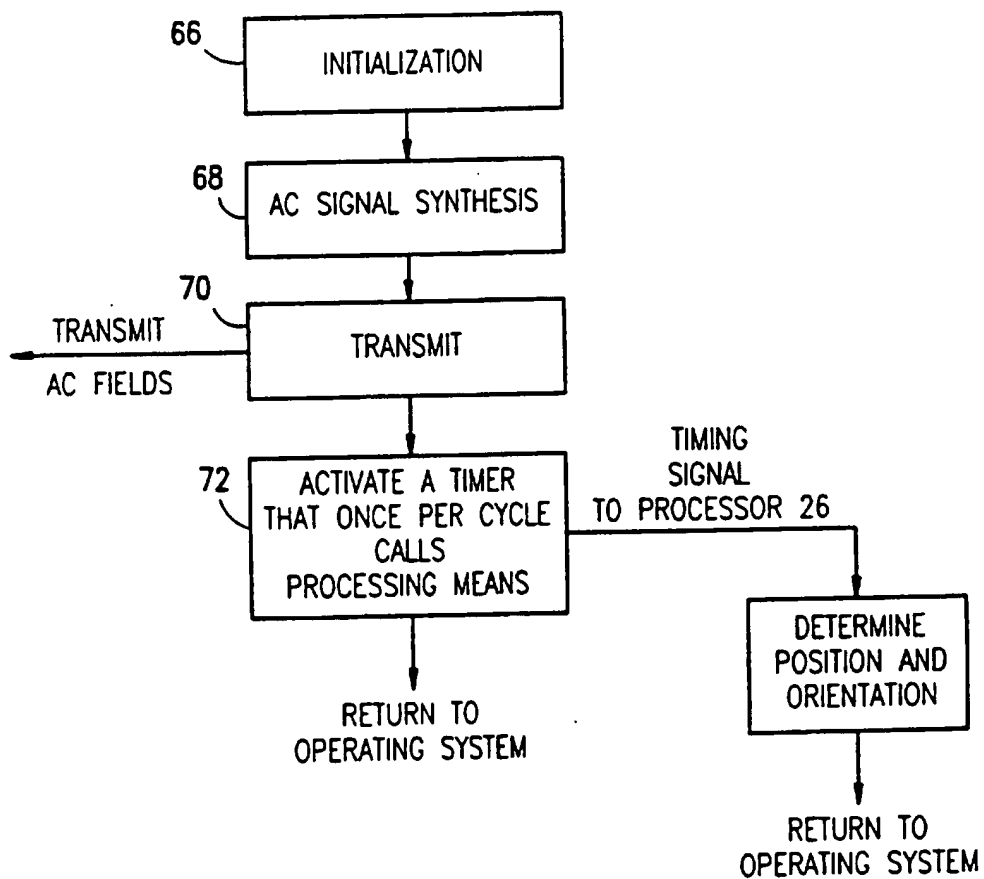 66
INITIALIZATION
68
AC SIGNAL SYNTHESIS
70
TRANSMIT
AC FIELDS
TRANSMIT
72
ACTIVATE A TIMER
THAT ONCE PER CYCLE
CALLS
PROCESSING MEANS
TIMING
SIGNAL
TO PROCESSOR 26
DETERMINE
POSITION AND
ORIENTATION
RETURN TO
OPERATING SYSTEM
RETURN TO
OPERATING SYSTEM